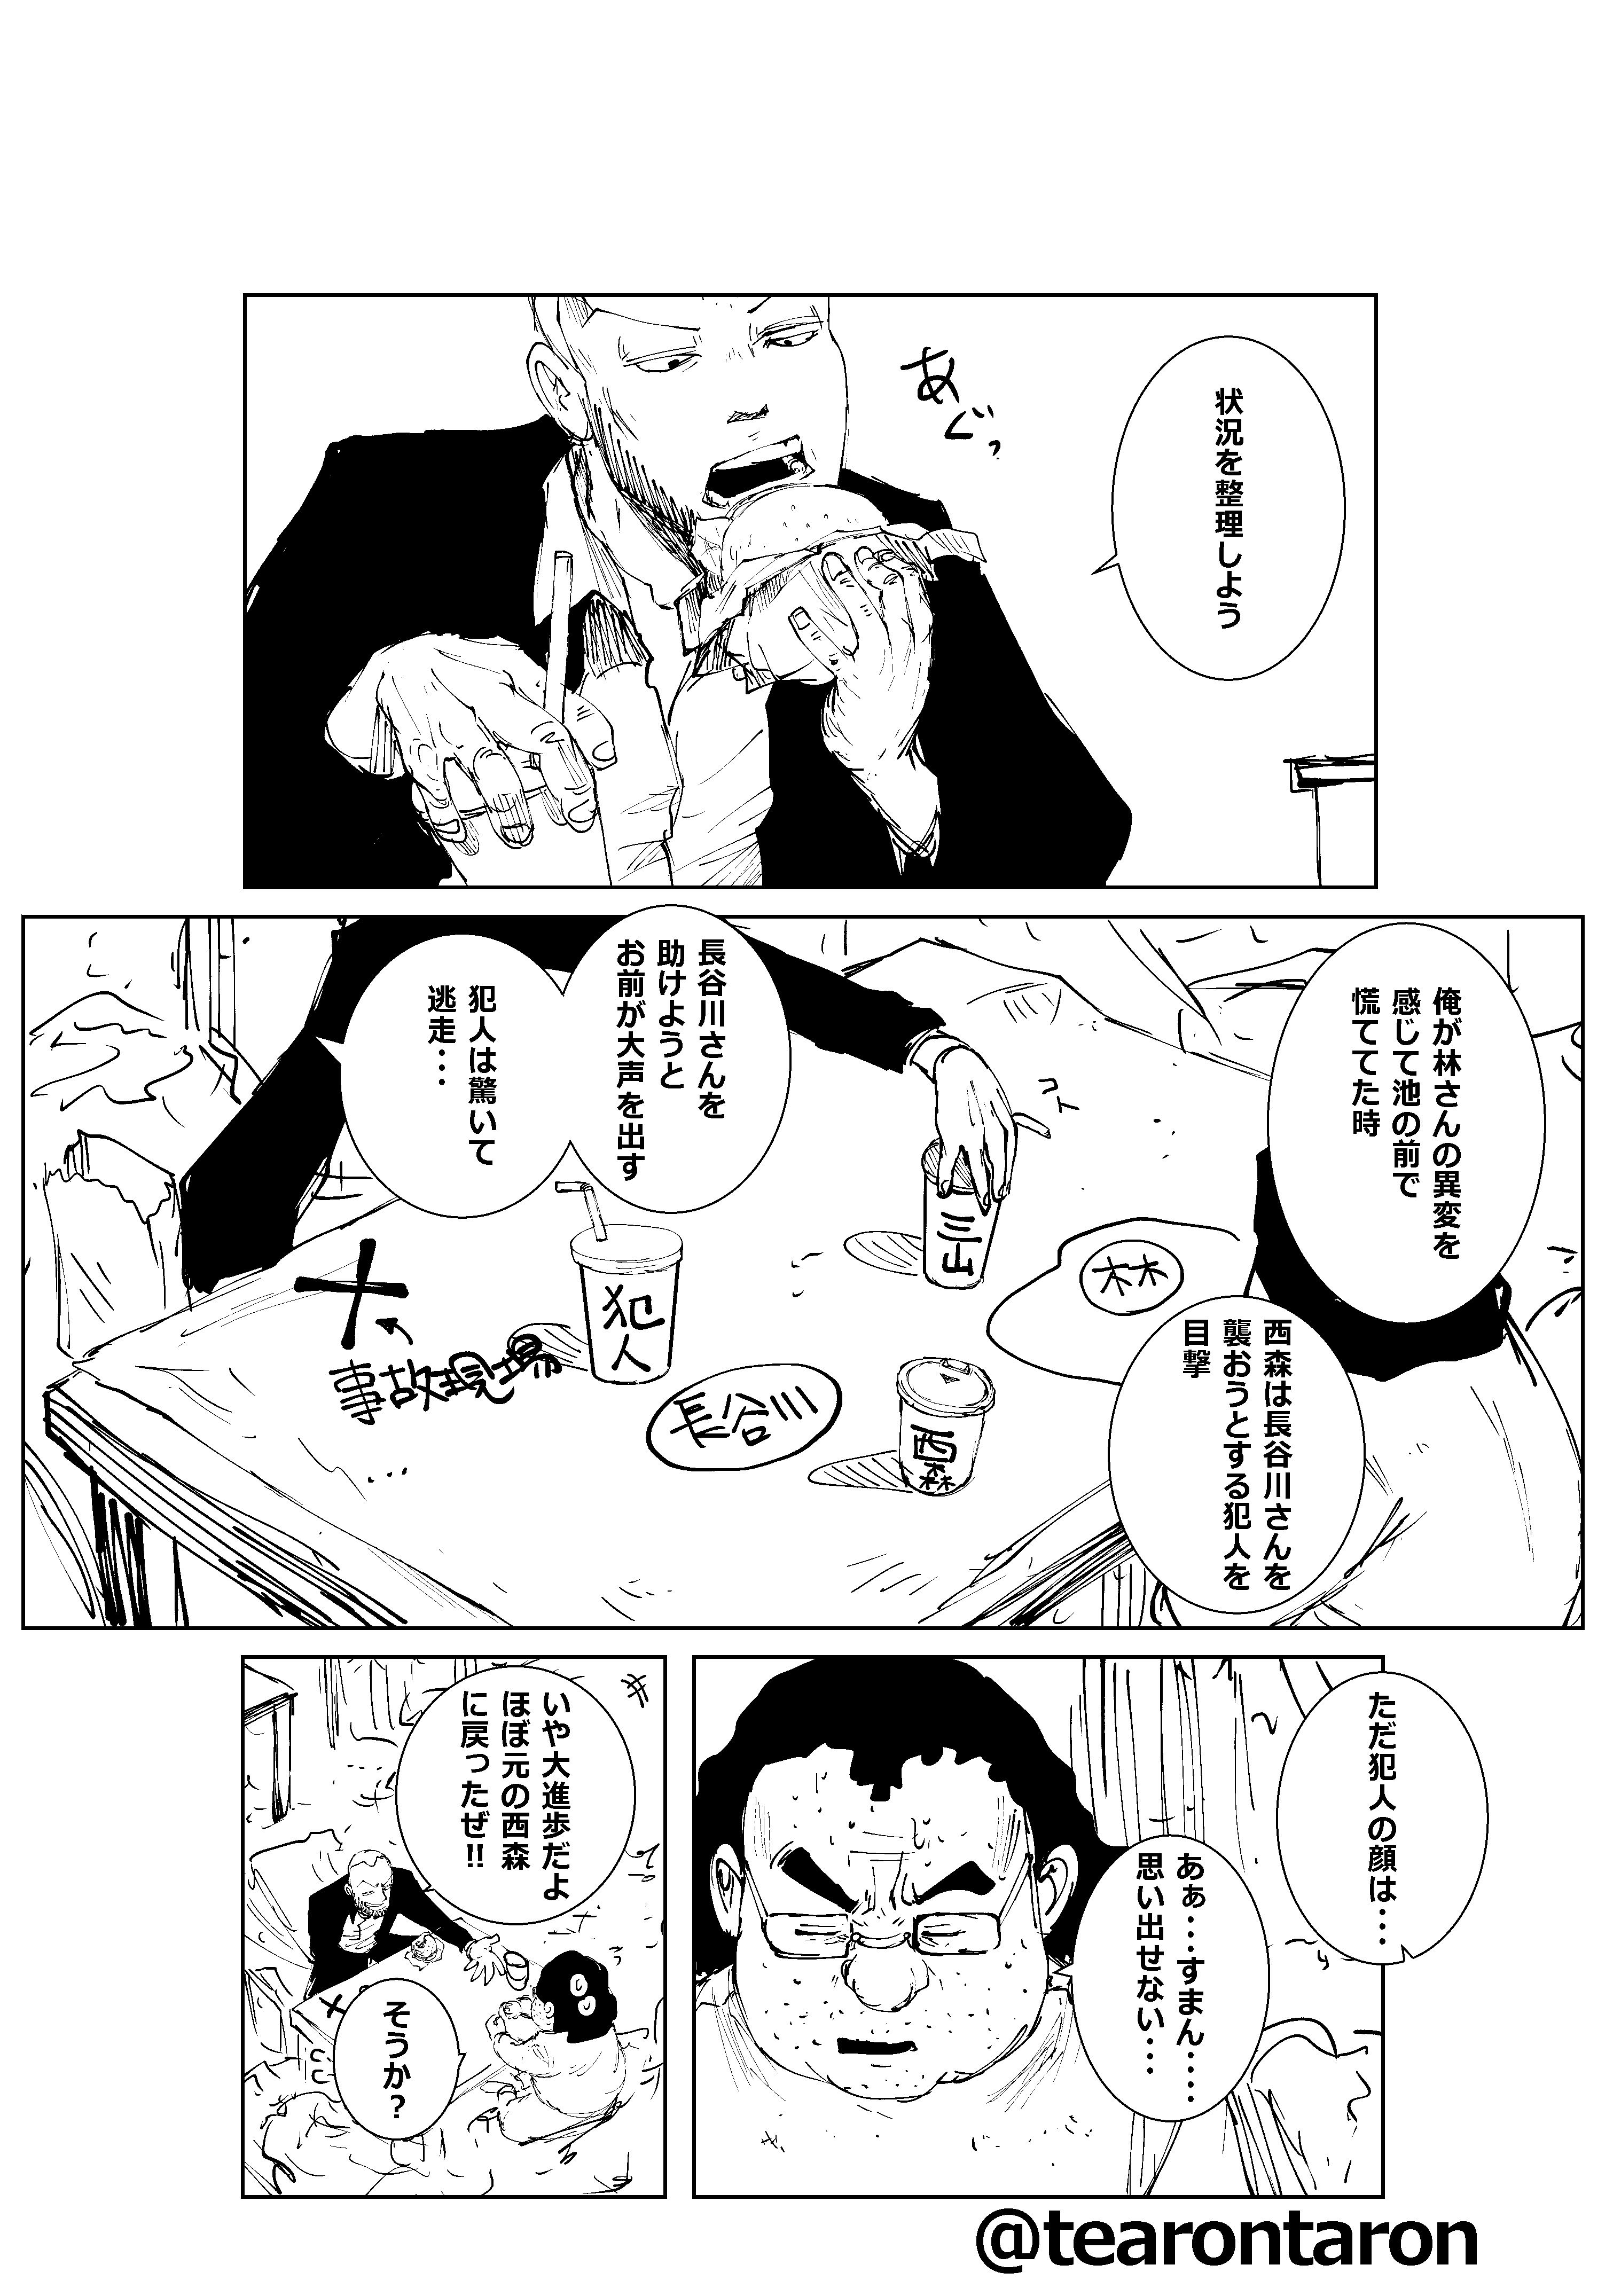 状況を整理しよう
あぐっ
俺が林さんの異変を
感じて池の前で
慌ててた時
西森は長谷川さんを
襲おうとする犯人を
目撃
長谷川さんを
助けようと
お前が大声を出す
犯人は驚いて
逃走･･･
コト
三山
林
犯人
事故現場
長谷川
西森
ただ犯人の顔は･･･
あぁ･･･すまん････
思い出せない･･･
いや大進歩だよ
ほぼ元の西森
に戻ったぜ!!
そうか？
@tearontaron